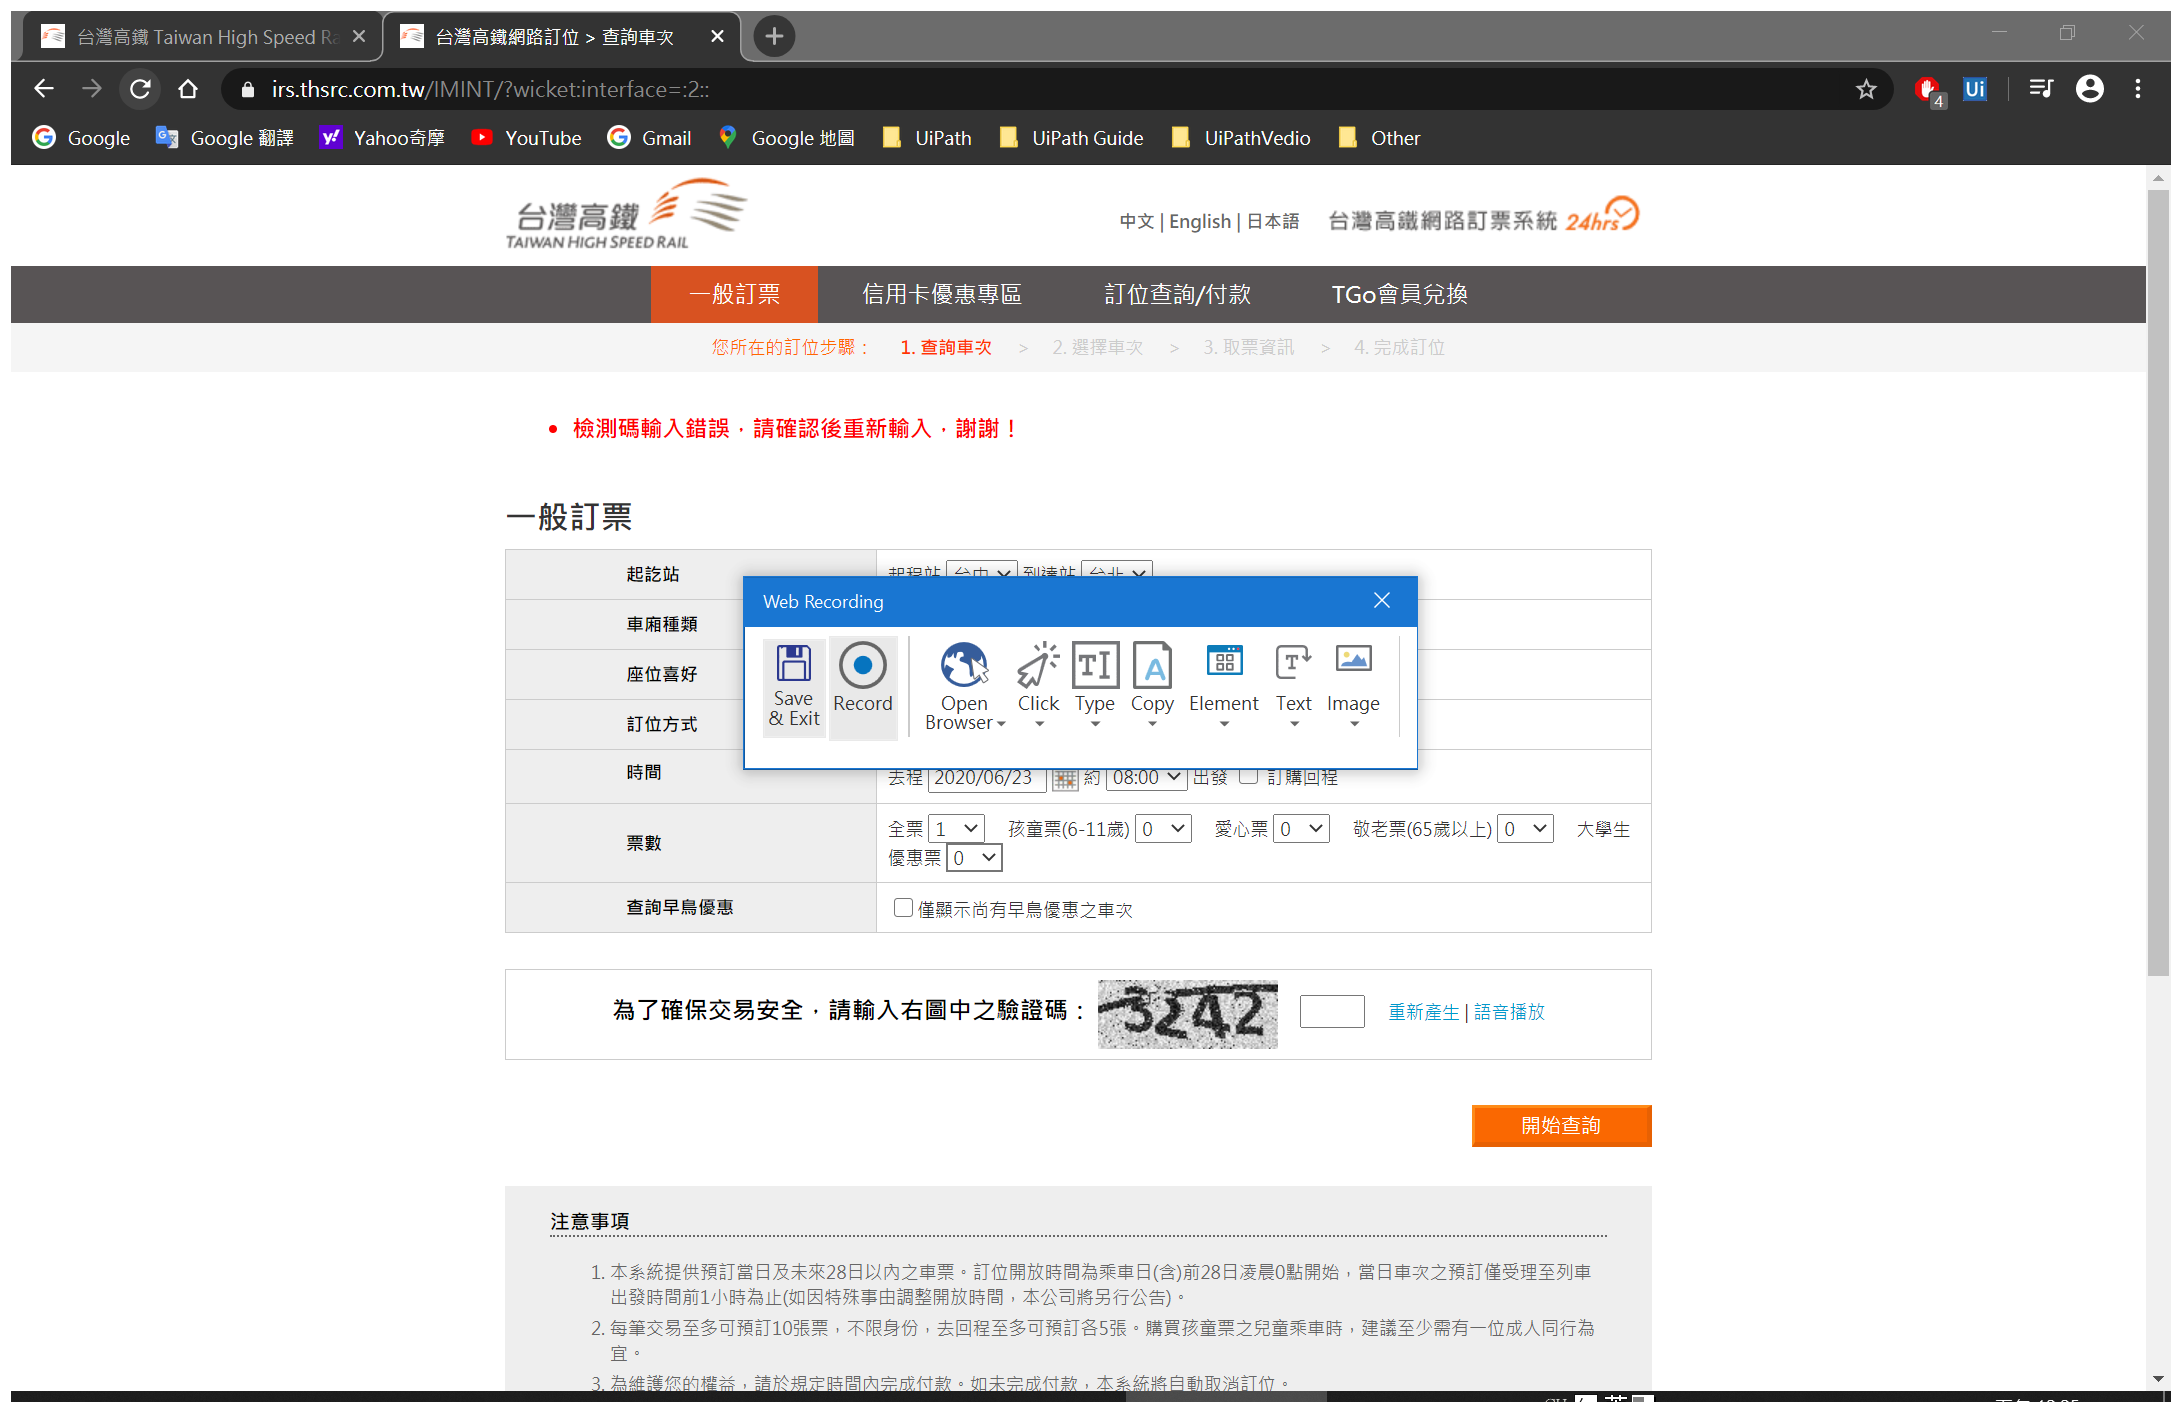 台灣高鐵 Taiwan High Speed Ra
台灣高鐵網路訂位 > 查詢車次
irs.thsrc.com.tw/IMINT/?wicket:interface=:2::
4
Ui
Google
Google 翻譯
Yahoo奇摩
YouTube
Gmail
Google 地圖
UiPath
UiPath Guide
UiPathVedio
Other
台灣高鐵
TAIWAN HIGH SPEED RAIL
中文 | English | 日本語
台灣高鐵網路訂票系統 24hrs
一般訂票
信用卡優惠專區
訂位查詢/付款
TGo會員兌換
您所在的訂位步驟： 1. 查詢車次 > 2. 選擇車次 > 3. 取票資訊 > 4. 完成訂位
• 檢測碼輸入錯誤，請確認後重新輸入，謝謝！
一般訂票
起訖站
起程站 台中 到達站 台北
車廂種類
座位喜好
訂位方式
Web Recording
Save & Exit
Record
Open Browser
Click
Type
Copy
Element
Text
Image
時間
去程 2020/06/23 約 08:00 出發 訂購回程
票數
全票 1 孩童票(6-11歲) 0 愛心票 0 敬老票(65歲以上) 0 大學生
優惠票 0
查詢早鳥優惠
僅顯示尚有早鳥優惠之車次
為了確保交易安全，請輸入右圖中之驗證碼： 3242 重新產生 | 語音播放
開始查詢
注意事項
1. 本系統提供預訂當日及未來28日以內之車票。訂位開放時間為乘車日(含)前28日凌晨0點開始，當日車次之預訂僅受理至列車
出發時間前1小時為止(如因特殊事由調整開放時間，本公司將另行公告)。
2. 每筆交易至多可預訂10張票，不限身份，去回程至多可預訂各5張。購買孩童票之兒童乘車時，建議至少需有一位成人同行為
宜。
3. 為維護您的權益，請於規定時間內完成付款。如未完成付款，本系統將自動取消訂位。